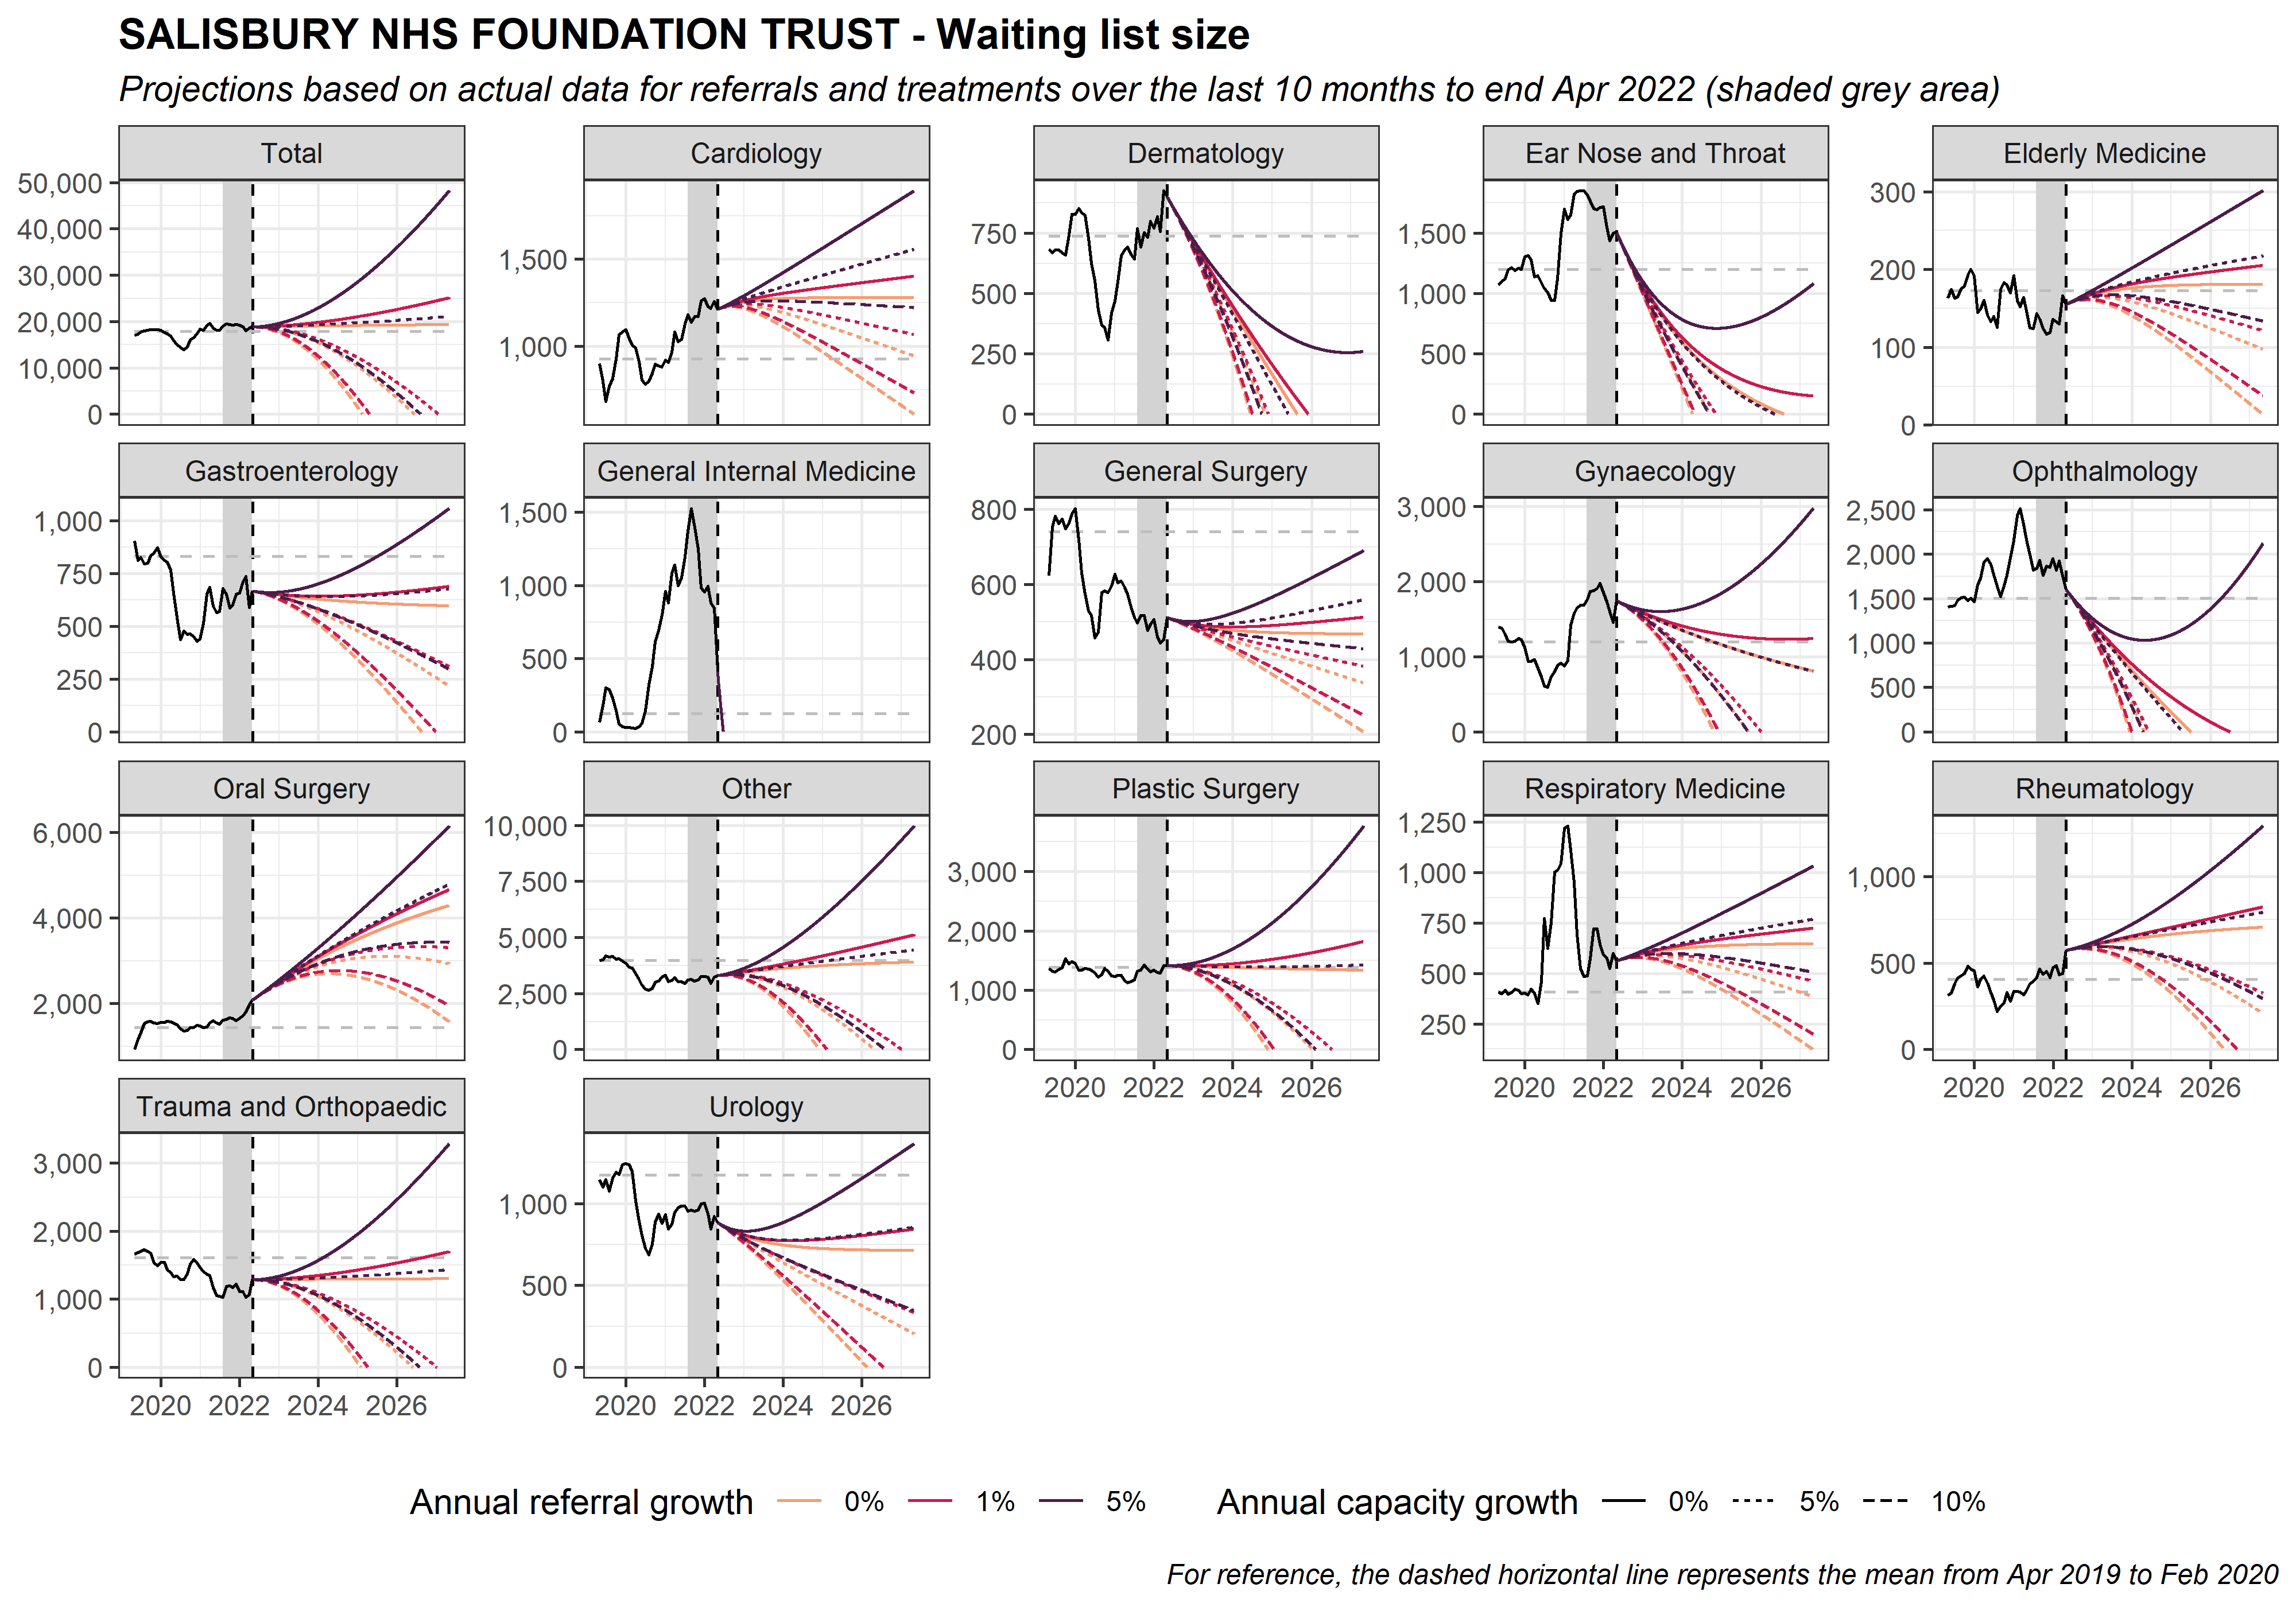 SALISBURY NHS FOUNDATION TRUST - Waiting list size
Projections based on actual data for referrals and treatments over the last 10 months to end Apr 2022 (shaded grey area)
Total
50,000
40,000
30,000
20,000
10,000
0
Cardiology
1,500
1,000
Dermatology
750
500
250
0
Ear Nose and Throat
1,500
1,000
500
0
Elderly Medicine
300
200
100
0
Gastroenterology
1,000
750
500
250
0
General Internal Medicine
1,500
1,000
500
0
General Surgery
800
600
400
200
Gynaecology
3,000
2,000
1,000
0
Ophthalmology
2,500
2,000
1,500
1,000
500
0
Oral Surgery
6,000
4,000
2,000
Other
10,000
7,500
5,000
2,500
0
Plastic Surgery
3,000
2,000
1,000
0
2020 2022 2024 2026
Respiratory Medicine
1,250
1,000
750
500
250
2020 2022 2024 2026
Rheumatology
1,000
500
0
2020 2022 2024 2026
Trauma and Orthopaedic
3,000
2,000
1,000
0
2020 2022 2024 2026
Urology
1,000
500
0
2020 2022 2024 2026
Annual referral growth 0% 1% 5% Annual capacity growth 0% 5% 10%
For reference, the dashed horizontal line represents the mean from Apr 2019 to Feb 2020